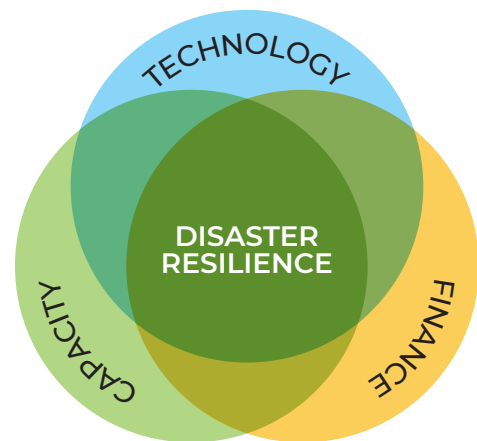 TECHNOLOGY
DISASTER
RESILIENCE
CAPACITY
FINANCE